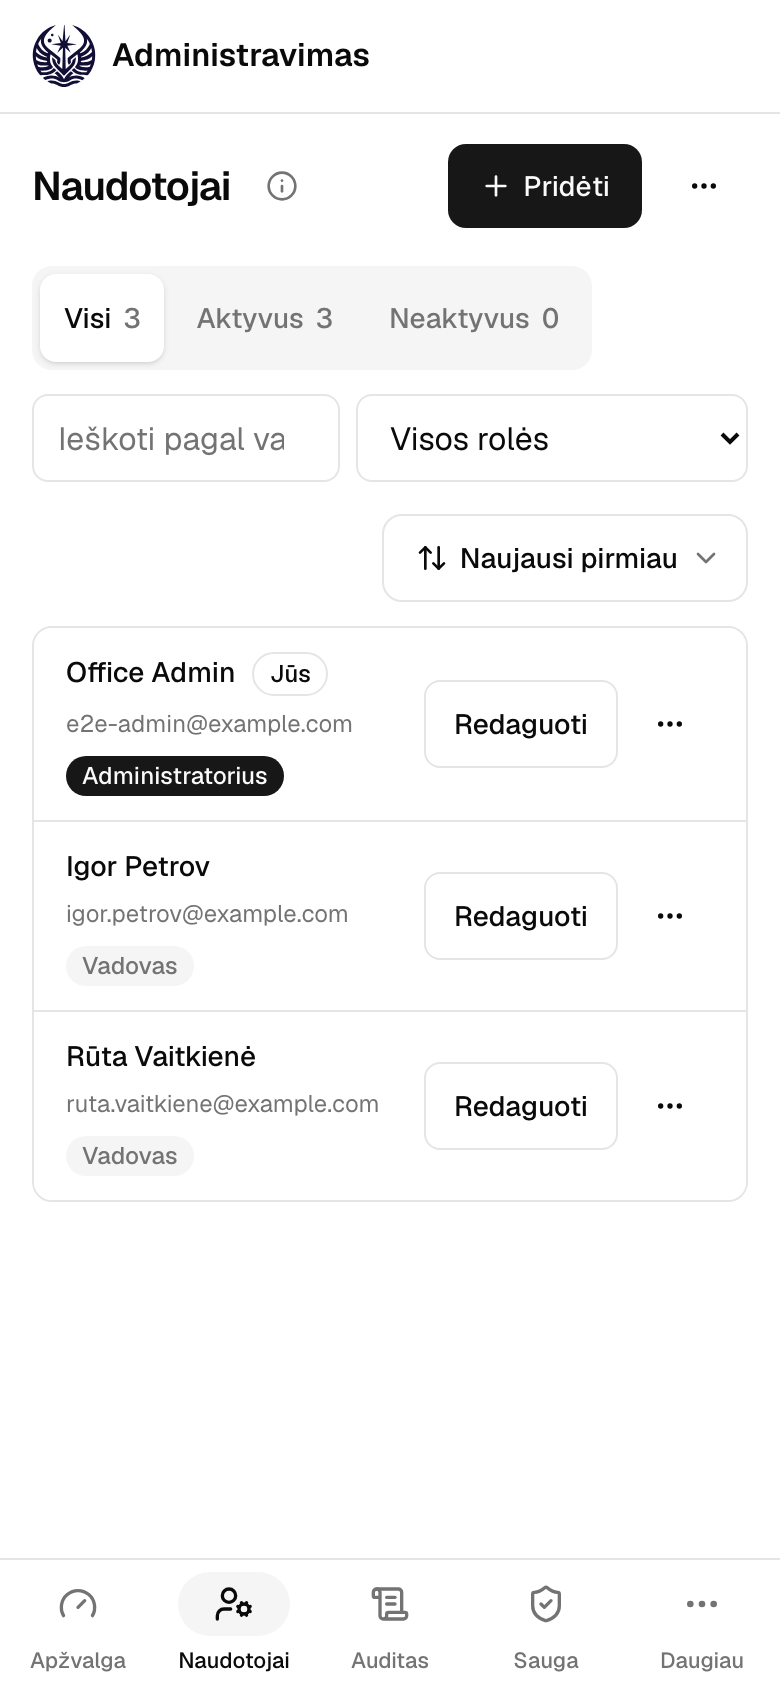 Administravimas
Naudotojai
Pridėti
Visi 3 Aktyvus 3 Neaktyvus 0
Ieškoti pagal va
Visos rolės
Naujausi pirmiau
Office Admin Jūs
e2e-admin@example.com
Administratorius
Redaguoti
Igor Petrov
igor.petrov@example.com
Vadovas
Redaguoti
Rūta Vaitkienė
ruta.vaitkiene@example.com
Vadovas
Redaguoti
Apžvalga Naudotojai Auditas Sauga Daugiau